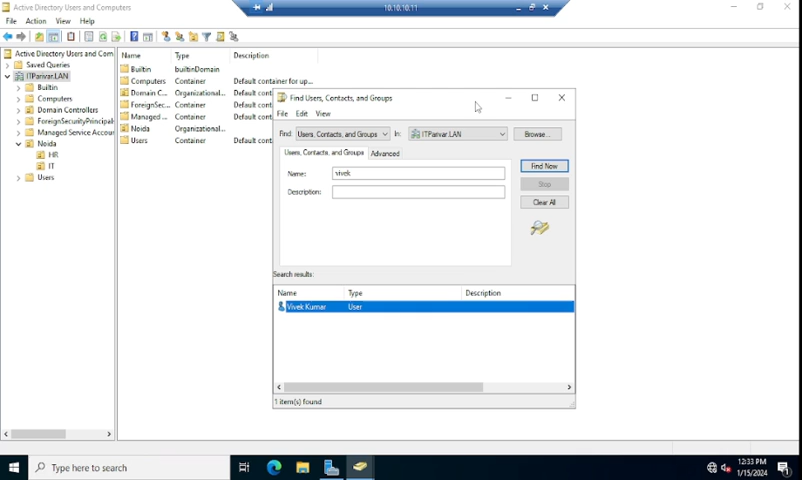 Active Directory Users and Computers
10.10.10.11
File Action View Help
Active Directory Users and Com
Saved Queries
ITParivar.LAN
Builtin
Computers
Domain Controllers
ForeignSecurityPrincipal
Managed Service Accou
Noida
HR
IT
Users
Name Type Description
Builtin builtinDomain
Computers Container Default container for up...
Domain C... Organizational... Default cont
ForeignSec... Container Default cont
Managed ... Container Default cont
Noida Organizational...
Users Container Default cont
Find Users, Contacts, and Groups
File Edit View
Find: Users, Contacts, and Groups In: ITParivar.LAN Browse...
Users, Contacts, and Groups Advanced
Name: vivek
Description:
Find Now
Stop
Clear All
Search results:
Name Type Description
Vivek Kumar User
1 item(s) found
Type here to search
12:33 PM
1/15/2024
1